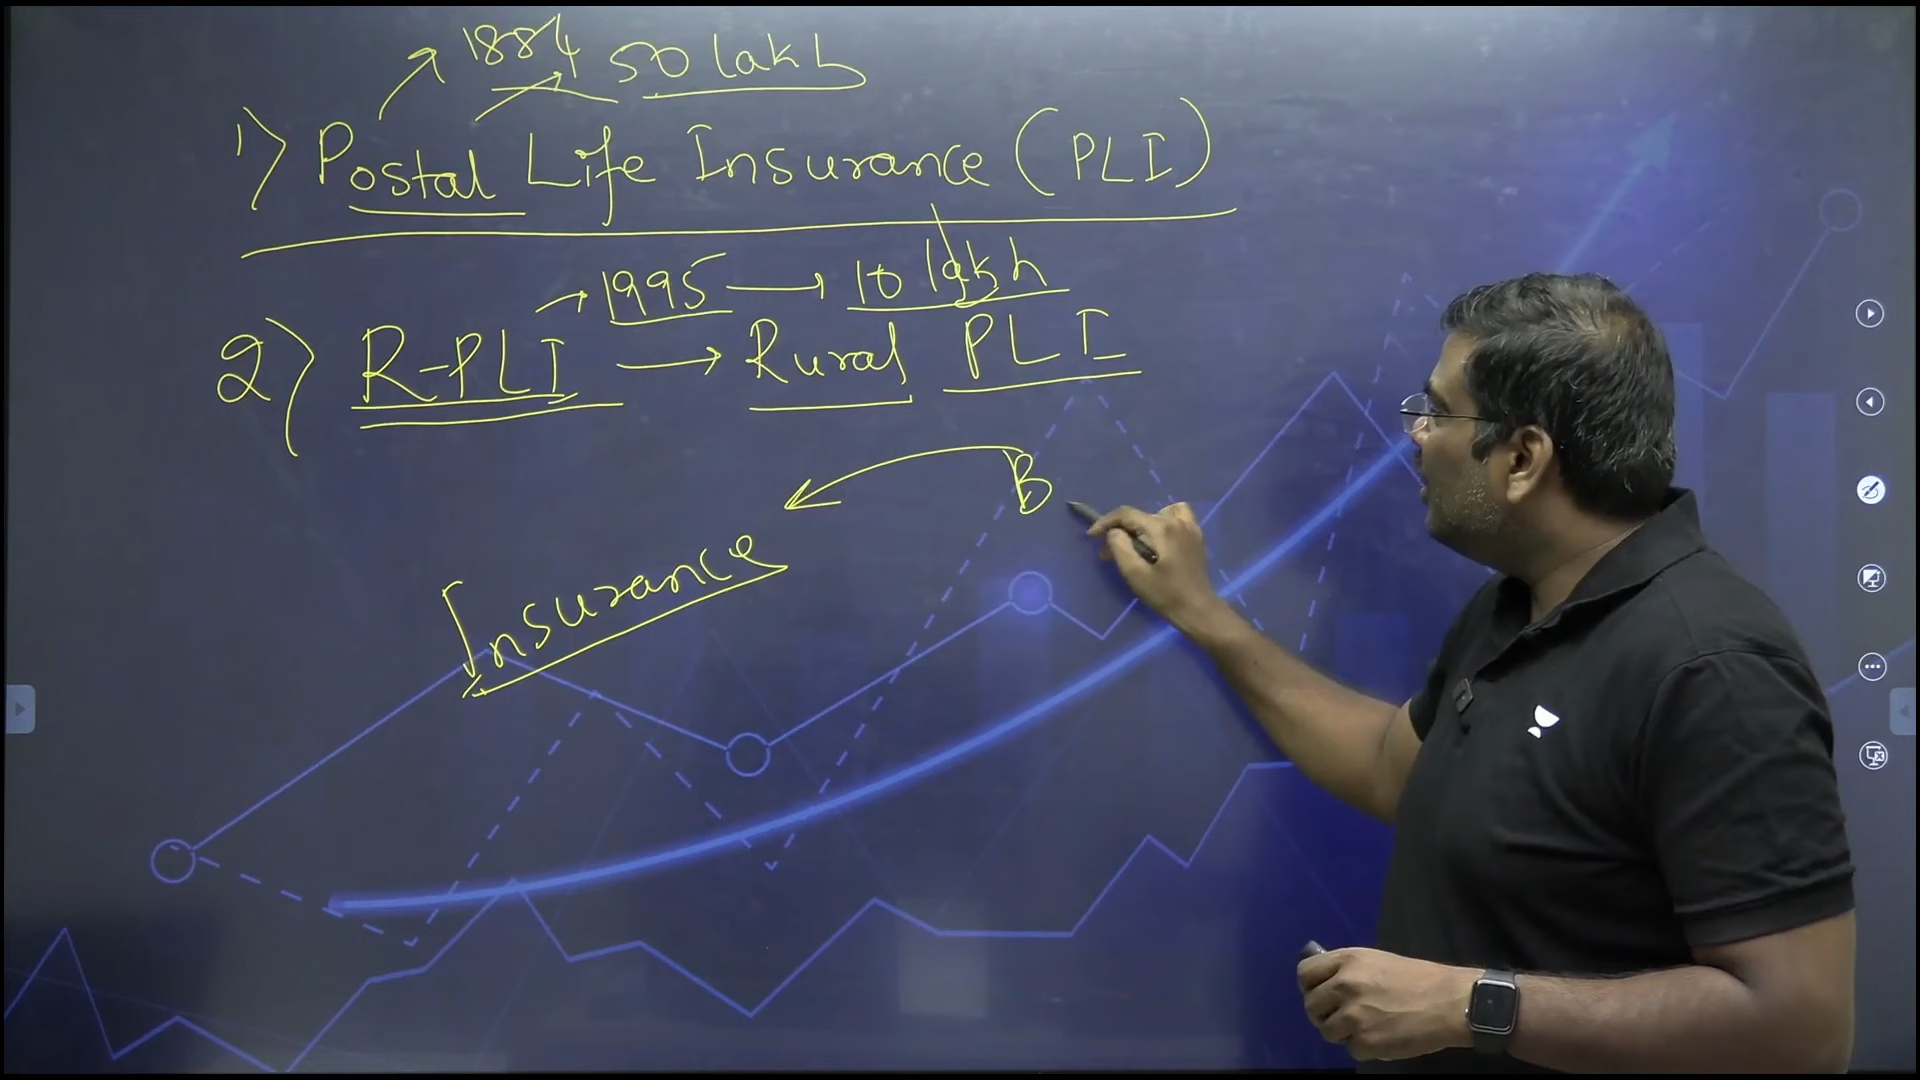 1884 50 lakh
1) Postal Life Insurance (PLI)
1995 → 10 lakh
2) R-PLI → Rural PLI
B
Insurance